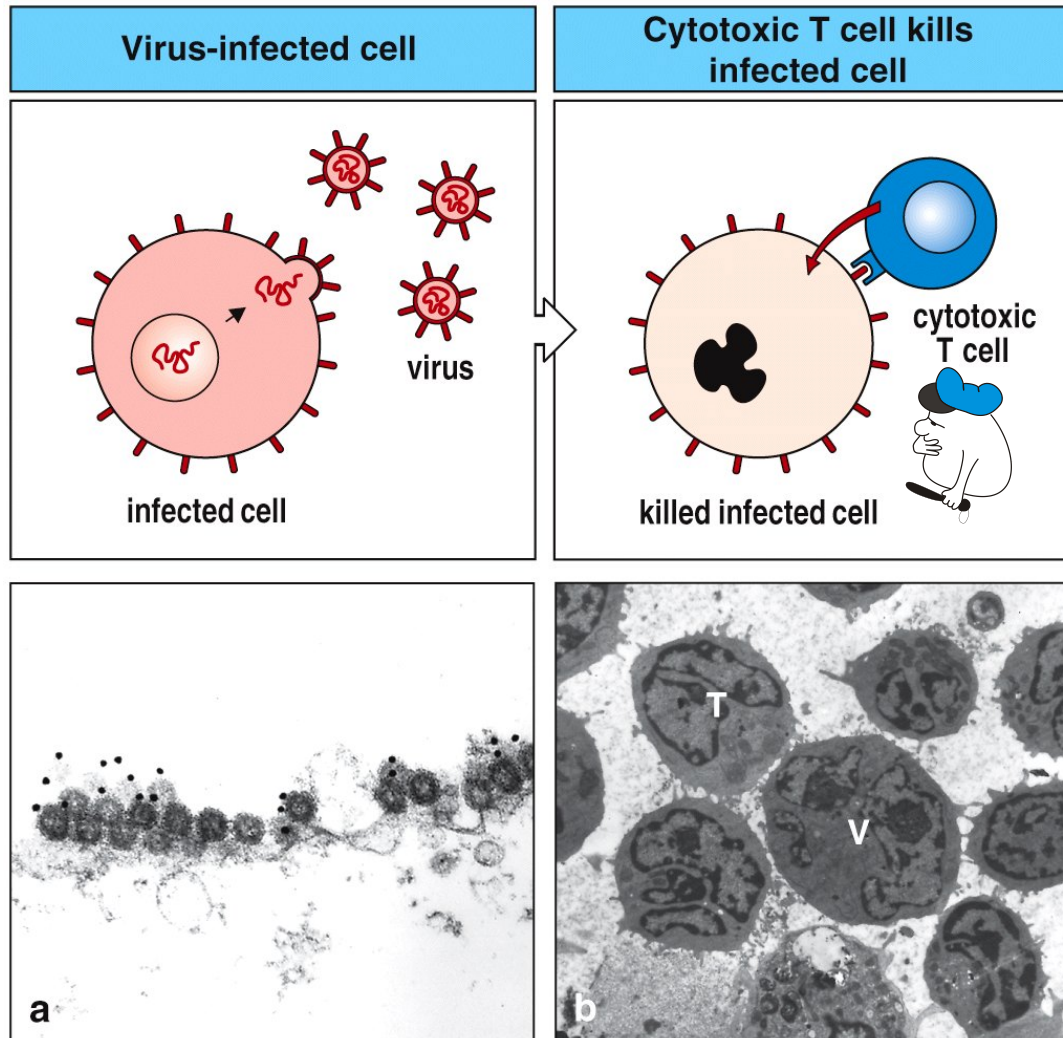 Virus-infected cell
Cytotoxic T cell kills
infected cell
virus
infected cell
cytotoxic
T cell
killed infected cell
a
T
V
b